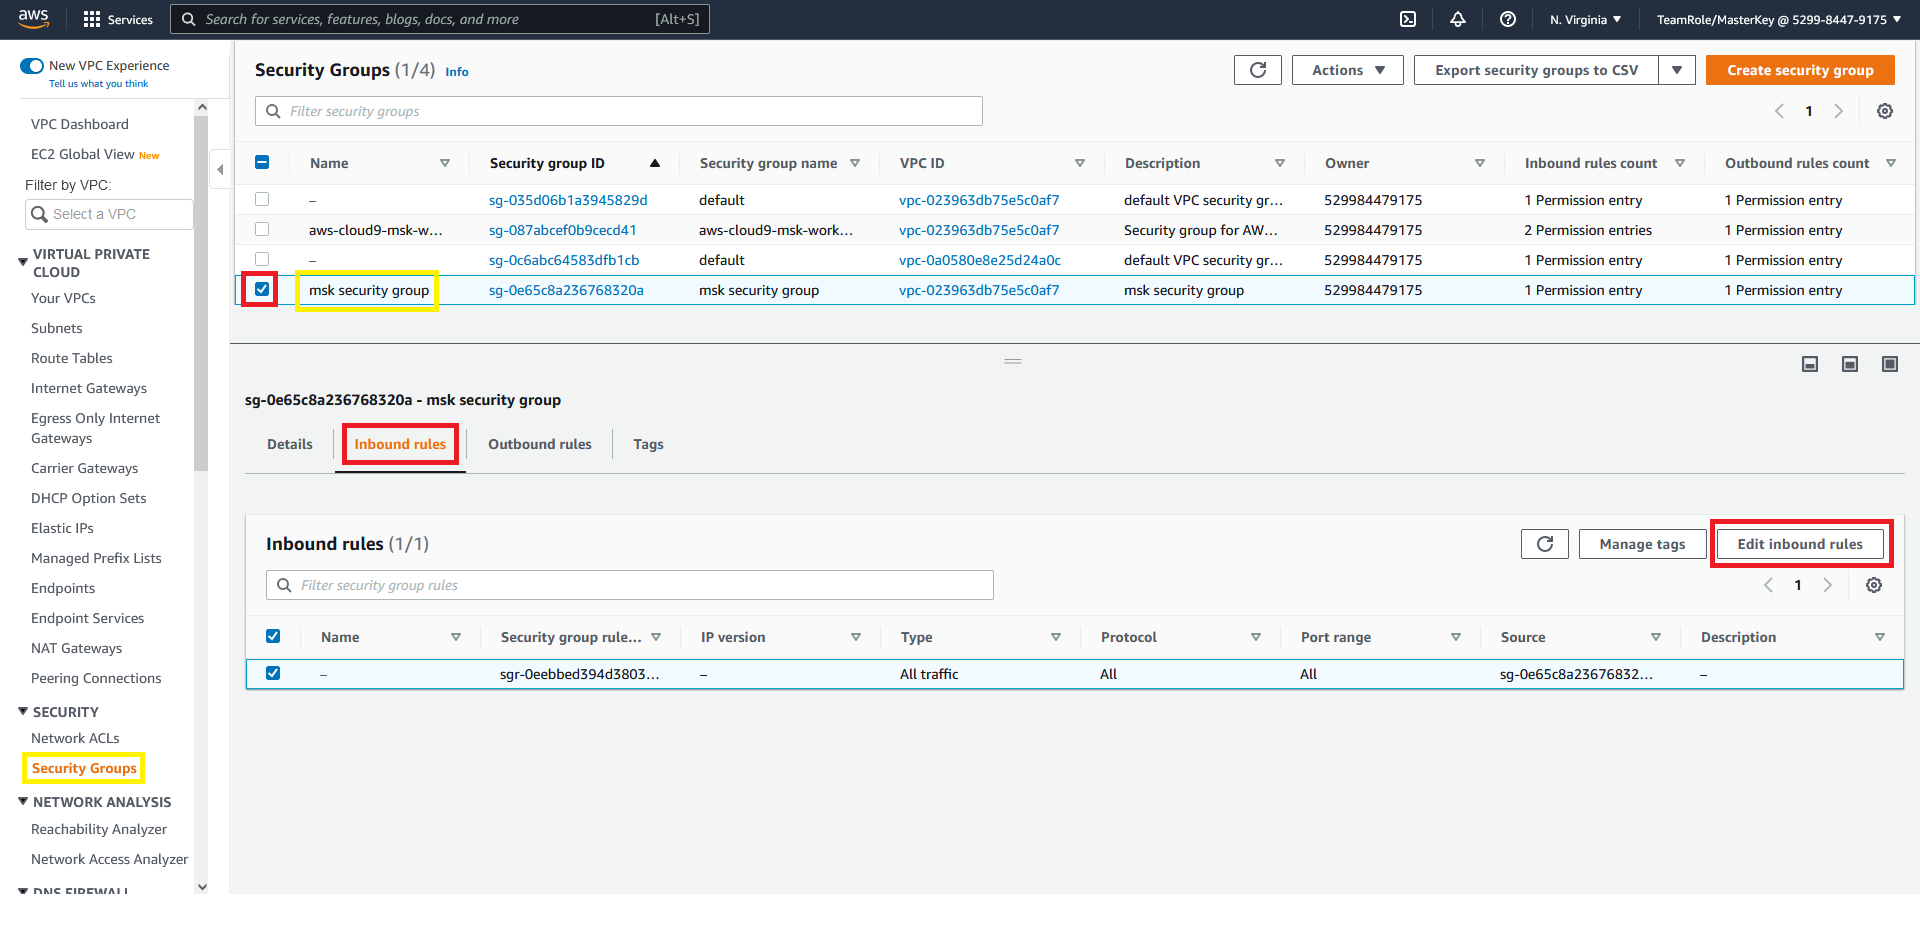 aws Services Search for services, features, blogs, docs, and more [Alt+S] N. Virginia TeamRole/MasterKey @ 5299-8447-9175
New VPC Experience
Tell us what you think
VPC Dashboard
EC2 Global View New
Filter by VPC:
Select a VPC
VIRTUAL PRIVATE
CLOUD
Your VPCs
Subnets
Route Tables
Internet Gateways
Egress Only Internet
Gateways
Carrier Gateways
DHCP Option Sets
Elastic IPs
Managed Prefix Lists
Endpoints
Endpoint Services
NAT Gateways
Peering Connections
SECURITY
Network ACLs
Security Groups
NETWORK ANALYSIS
Reachability Analyzer
Network Access Analyzer
DNS FIREWALL
Security Groups (1/4) Info Actions Export security groups to CSV Create security group
Filter security groups 1
Name Security group ID Security group name VPC ID Description Owner Inbound rules count Outbound rules count
– sg-035d06b1a3945829d default vpc-023963db75e5c0af7 default VPC security gr... 529984479175 1 Permission entry 1 Permission entry
aws-cloud9-msk-w... sg-087abcef0b9cecd41 aws-cloud9-msk-work... vpc-023963db75e5c0af7 Security group for AW... 529984479175 2 Permission entries 1 Permission entry
– sg-0c6abc64583dfb1cb default vpc-0a0580e8e25d24a0c default VPC security gr... 529984479175 1 Permission entry 1 Permission entry
msk security group sg-0e65c8a236768320a msk security group vpc-023963db75e5c0af7 msk security group 529984479175 1 Permission entry 1 Permission entry
sg-0e65c8a236768320a - msk security group
Details Inbound rules Outbound rules Tags
Inbound rules (1/1) Manage tags Edit inbound rules
Filter security group rules 1
Name Security group rule... IP version Type Protocol Port range Source Description
– sgr-0eebbed394d3803... – All traffic All All sg-0e65c8a23676832... –